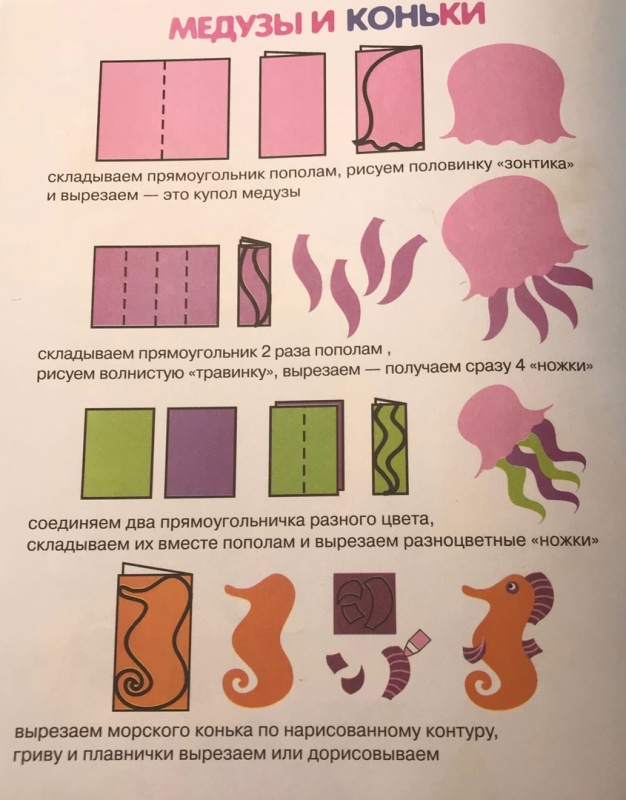 МЕДУЗЫ И КОНЬКИ
складываем прямоугольник пополам, рисуем половинку «зонтика»
и вырезаем — это купол медузы
складываем прямоугольник 2 раза пополам ,
рисуем волнистую «травинку», вырезаем — получаем сразу 4 «ножки»
соединяем два прямоугольничка разного цвета,
складываем их вместе пополам и вырезаем разноцветные «ножки»
вырезаем морского конька по нарисованному контуру,
гриву и плавнички вырезаем или дорисовываем